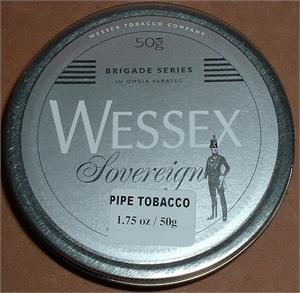 WESSEX TOBACCO COMPANY
50g
BRIGADE SERIES
IN OMNIA PARATUS
WESSEX
Sovereign
PIPE TOBACCO
1.75 oz / 50g